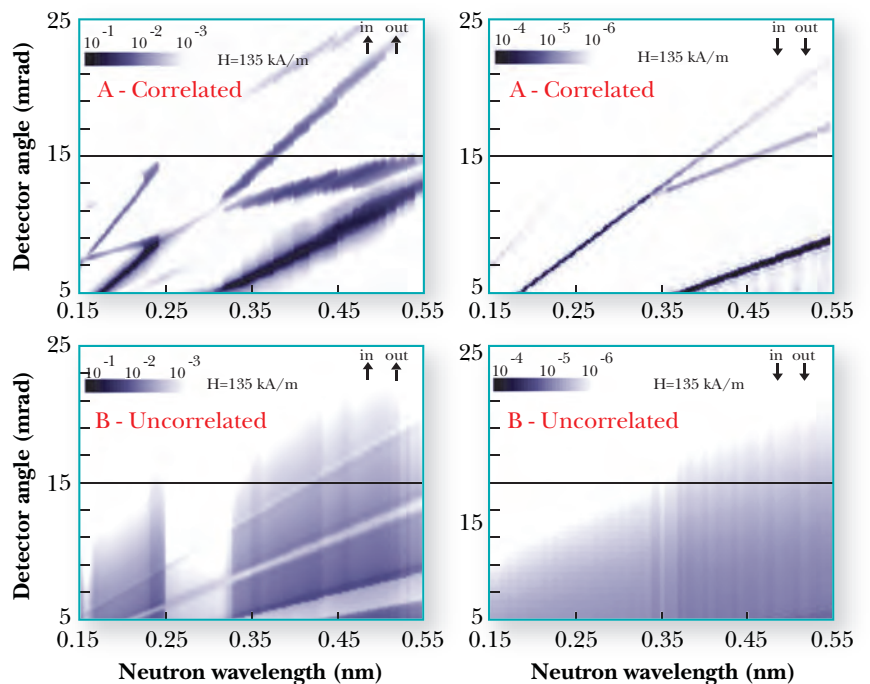 25
10⁻¹ 10⁻² 10⁻³
in out
H=135 kA/m
A - Correlated
15
5
0.15 0.25 0.35 0.45 0.55
Detector angle (mrad)
25
10⁻⁴ 10⁻⁵ 10⁻⁶
in out
H=135 kA/m
A - Correlated
15
5
0.15 0.25 0.35 0.45 0.55
25
10⁻¹ 10⁻² 10⁻³
in out
H=135 kA/m
B - Uncorrelated
15
5
0.15 0.25 0.35 0.45 0.55
Detector angle (mrad)
Neutron wavelength (nm)
25
10⁻⁴ 10⁻⁵ 10⁻⁶
in out
H=135 kA/m
B - Uncorrelated
15
5
0.15 0.25 0.35 0.45 0.55
Neutron wavelength (nm)